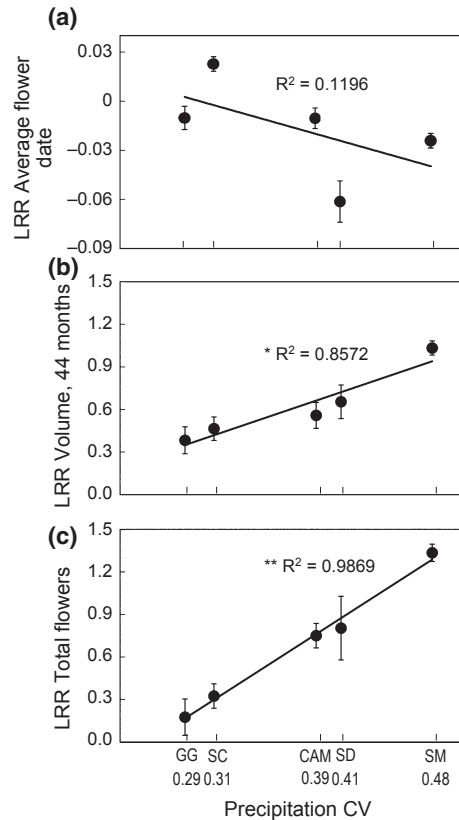 (a)
LRR Average flower
date
0.03
0
−0.03
−0.06
−0.09
R² = 0.1196
(b)
LRR Volume, 44 months
1.5
1.2
0.9
0.6
0.3
0.0
* R² = 0.8572
(c)
LRR Total flowers
1.5
1.2
0.9
0.6
0.3
0.0
** R² = 0.9869
GG SC CAM SD SM
0.29 0.31 0.39 0.41 0.48
Precipitation CV